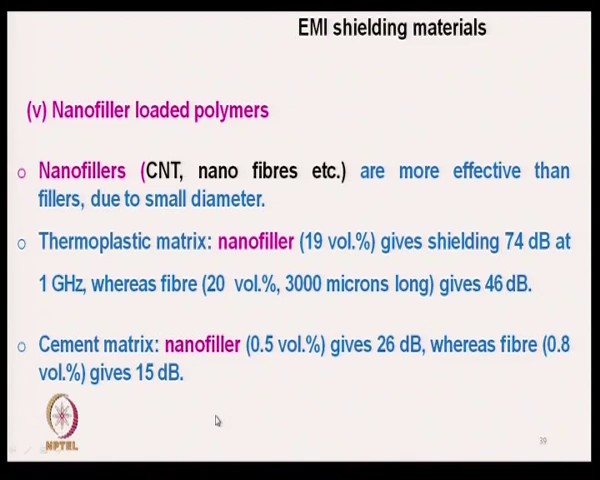 EMI shielding materials
(v) Nanofiller loaded polymers
o Nanofillers (CNT, nano fibres etc.) are more effective than
fillers, due to small diameter.
o Thermoplastic matrix: nanofiller (19 vol.%) gives shielding 74 dB at
1 GHz, whereas fibre (20 vol.%, 3000 microns long) gives 46 dB.
o Cement matrix: nanofiller (0.5 vol.%) gives 26 dB, whereas fibre (0.8
vol.%) gives 15 dB.
NPTEL
39